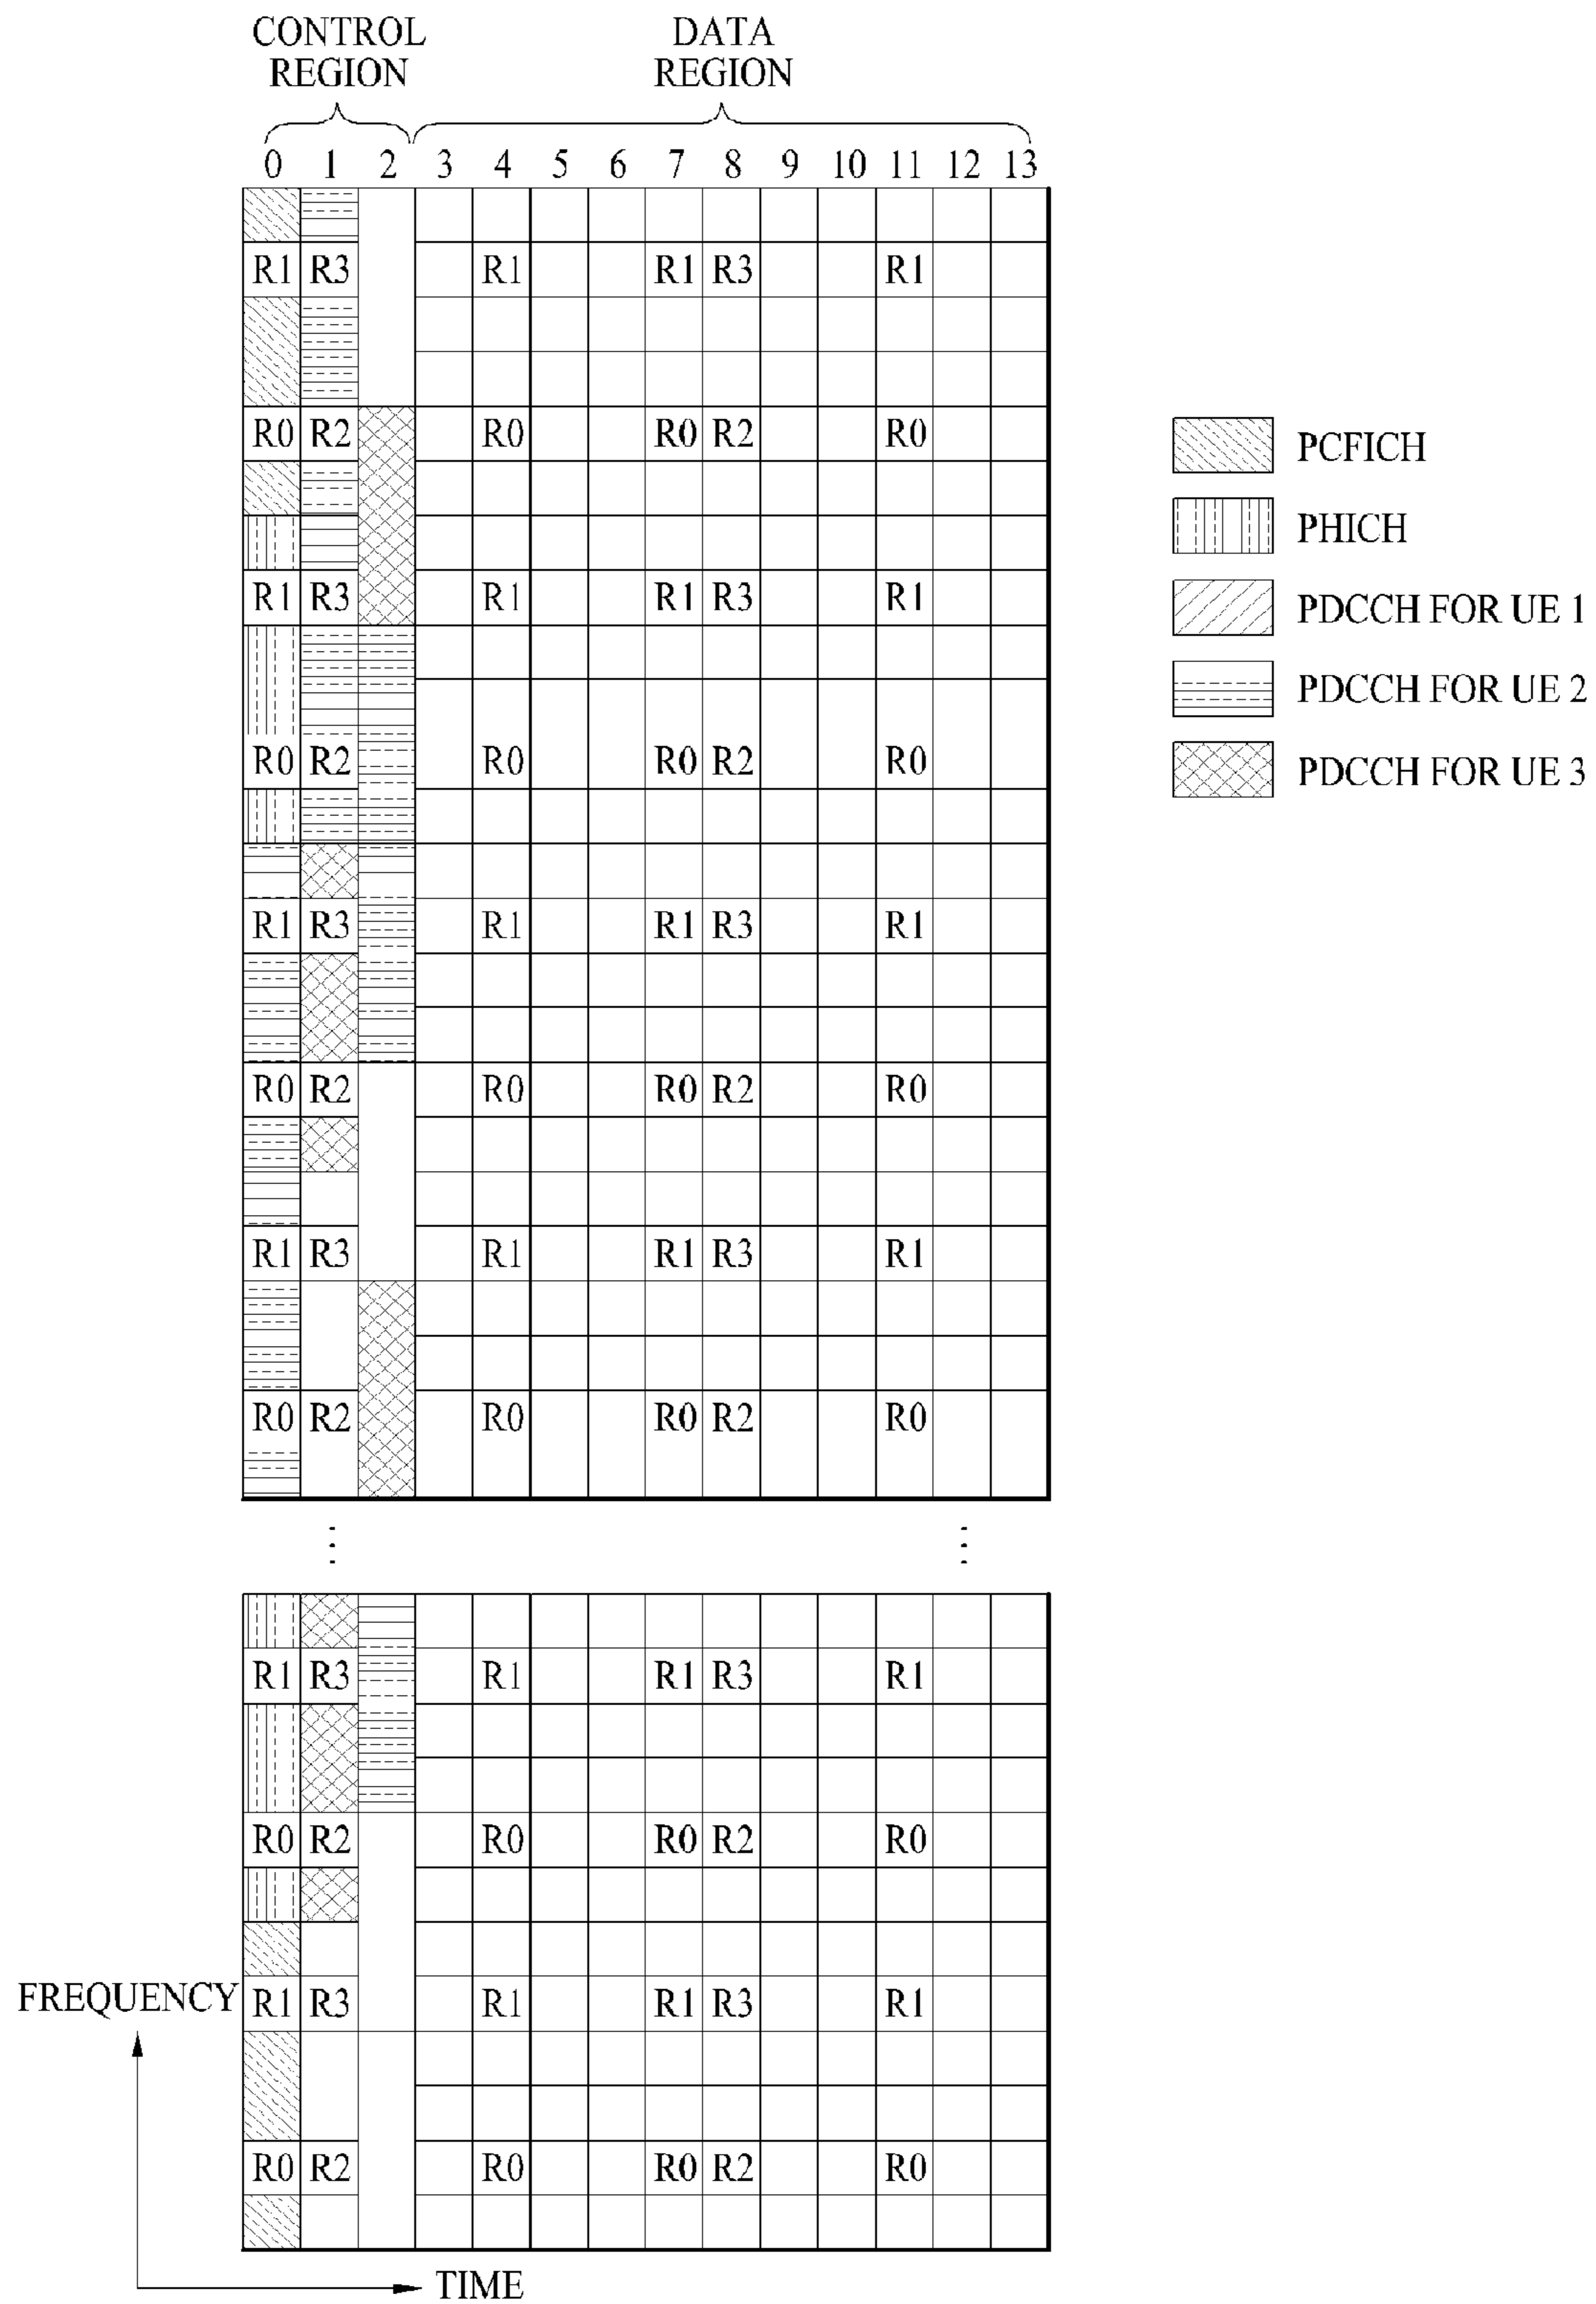 CONTROL REGION
DATA REGION
0 1 2 3 4 5 6 7 8 9 10 11 12 13
R1 R3 R1 R1 R3 R1
R0 R2 R0 R0 R2 R0
PCFICH
PHICH
R1 R3 R1 R1 R3 R1
PDCCH FOR UE 1
PDCCH FOR UE 2
R0 R2 R0 R0 R2 R0
PDCCH FOR UE 3
R1 R3 R1 R1 R3 R1
R0 R2 R0 R0 R2 R0
R1 R3 R1 R1 R3 R1
R0 R2 R0 R0 R2 R0
R1 R3 R1 R1 R3 R1
R0 R2 R0 R0 R2 R0
FREQUENCY
R1 R3 R1 R1 R3 R1
R0 R2 R0 R0 R2 R0
TIME